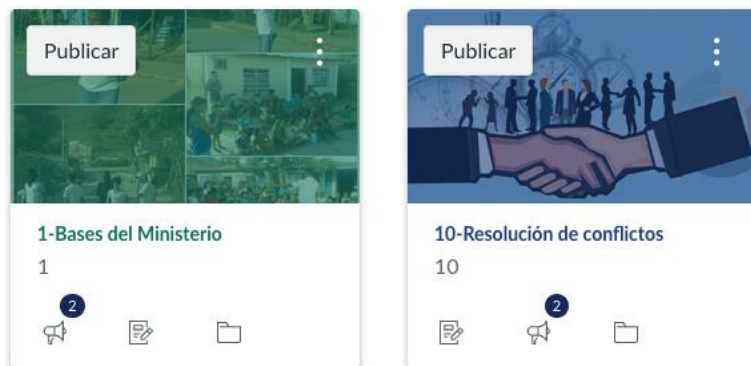 Publicar
1-Bases del Ministerio
1
2
Publicar
10-Resolución de conflictos
10
2